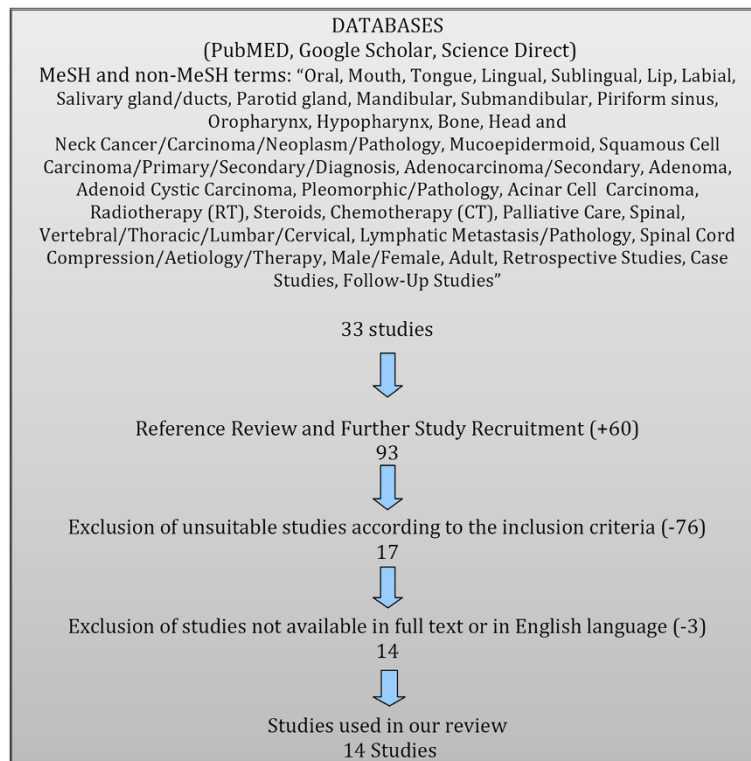 DATABASES
(PubMED, Google Scholar, Science Direct)
MeSH and non-MeSH terms: “Oral, Mouth, Tongue, Lingual, Sublingual, Lip, Labial,
Salivary gland/ducts, Parotid gland, Mandibular, Submandibular, Piriform sinus,
Oropharynx, Hypopharynx, Bone, Head and
Neck Cancer/Carcinoma/Neoplasm/Pathology, Mucoepidermoid, Squamous Cell
Carcinoma/Primary/Secondary/Diagnosis, Adenocarcinoma/Secondary, Adenoma,
Adenoid Cystic Carcinoma, Pleomorphic/Pathology, Acinar Cell Carcinoma,
Radiotherapy (RT), Steroids, Chemotherapy (CT), Palliative Care, Spinal,
Vertebral/Thoracic/Lumbar/Cervical, Lymphatic Metastasis/Pathology, Spinal Cord
Compression/Aetiology/Therapy, Male/Female, Adult, Retrospective Studies, Case
Studies, Follow-Up Studies”
33 studies
Reference Review and Further Study Recruitment (+60)
93
Exclusion of unsuitable studies according to the inclusion criteria (-76)
17
Exclusion of studies not available in full text or in English language (-3)
14
Studies used in our review
14 Studies